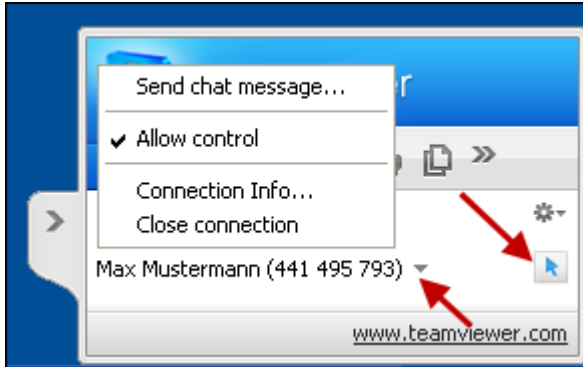 Send chat message...
Allow control
Connection Info...
Close connection
Max Mustermann (441 495 793)
www.teamviewer.com